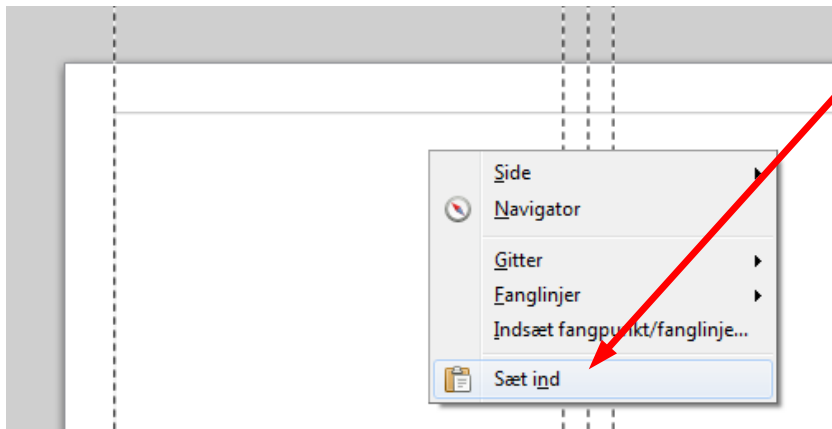 Side
Navigator
Gitter
Fanglinjer
Indsæt fangpunkt/fanglinje...
Sæt ind